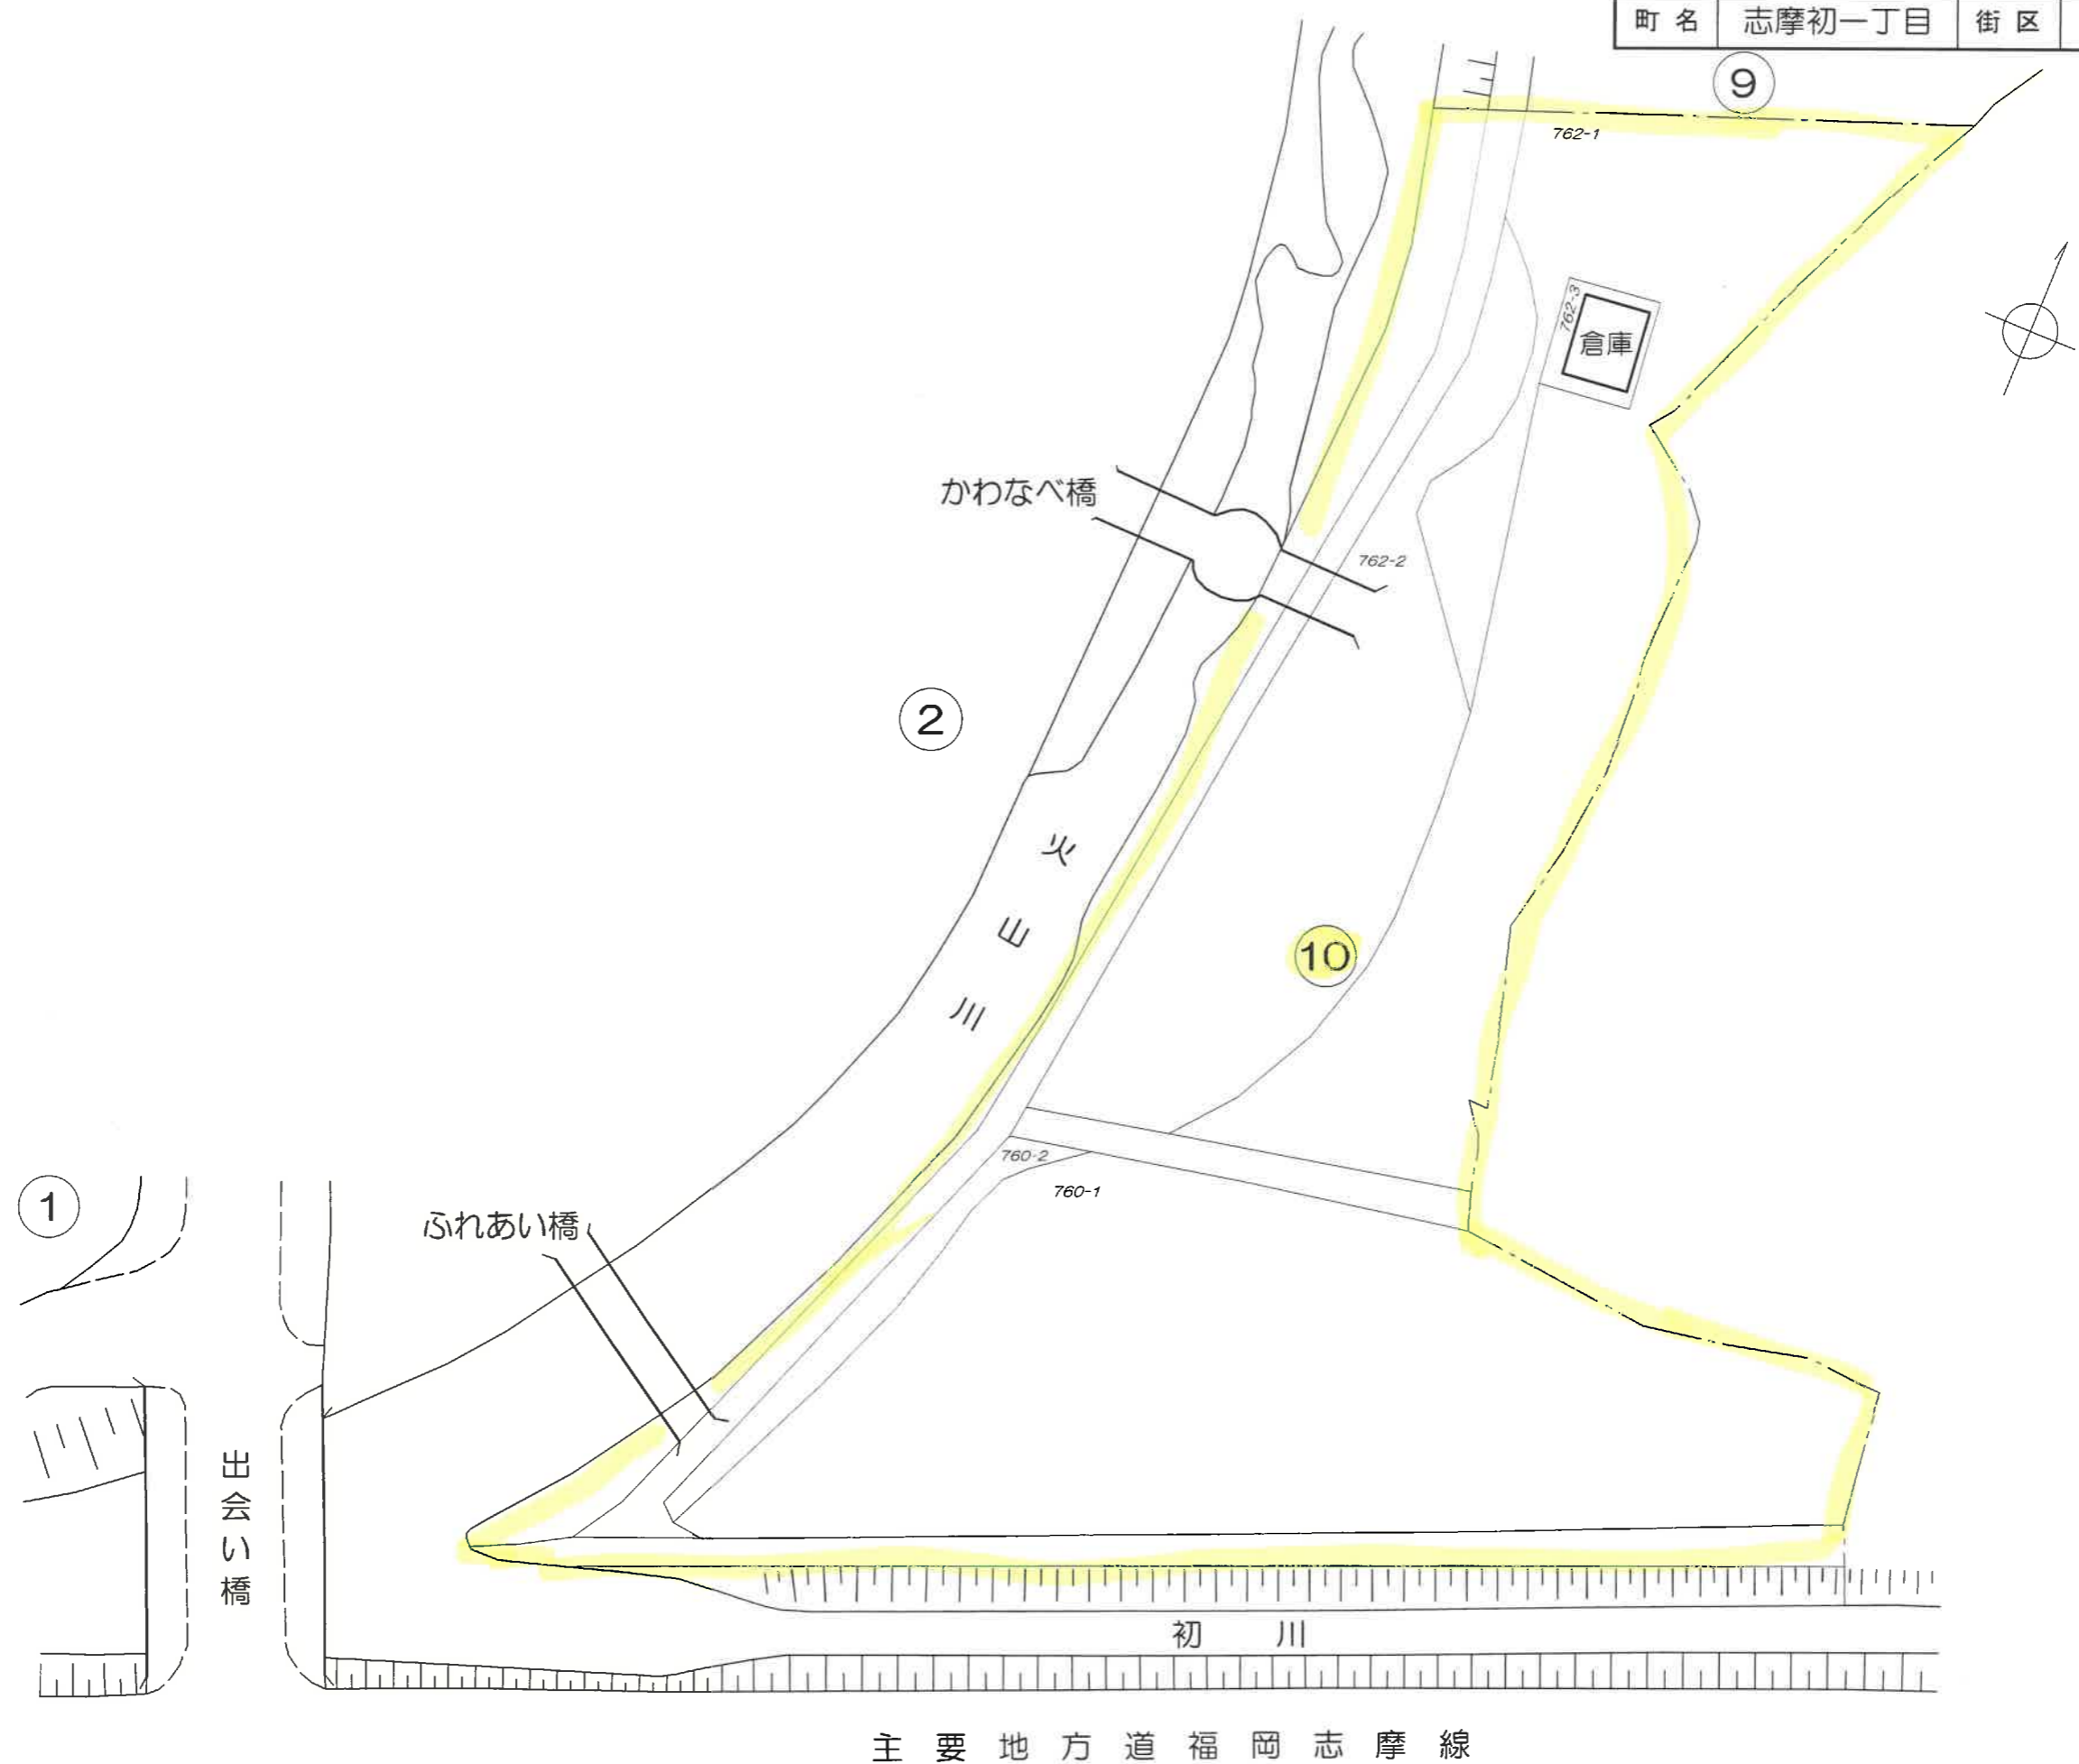 町名 志摩初一丁目 街区
9
762-1
762-3
倉庫
かわなべ橋
762-2
2
火山川
10
760-2
760-1
1
ふれあい橋
出会い橋
初川
主要地方道福岡志摩線